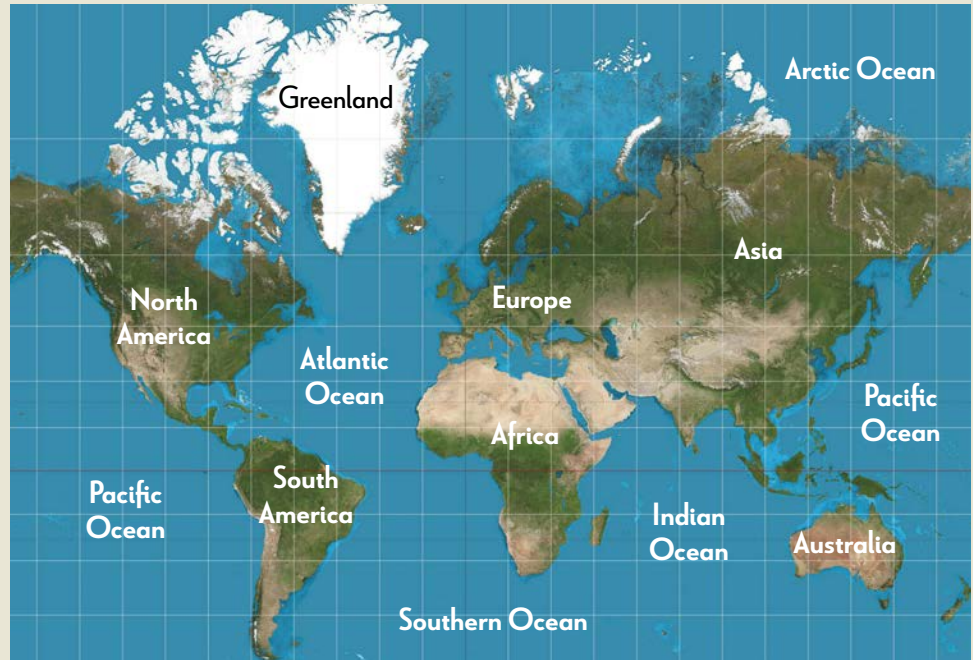 Arctic Ocean
Greenland
Asia
North
America
Europe
Atlantic
Ocean
Pacific
Ocean
Africa
South
America
Pacific
Ocean
Indian
Ocean
Australia
Southern Ocean